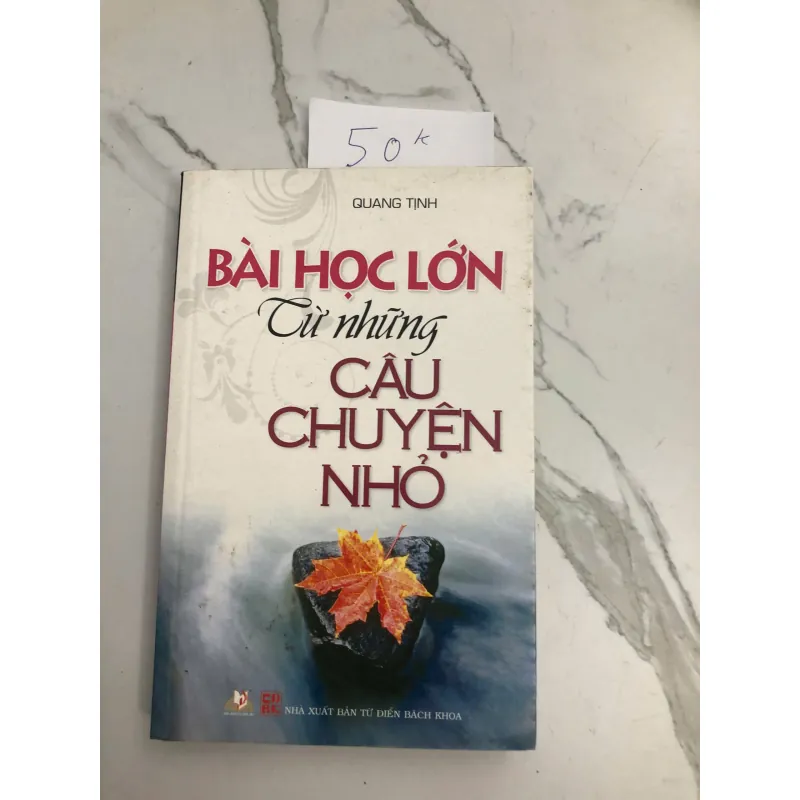 50k
QUANG TỊNH
BÀI HỌC LỚN
Từ những
CÂU
CHUYỆN
NHỎ
NHÀ XUẤT BẢN TỪ ĐIỂN BÁCH KHOA